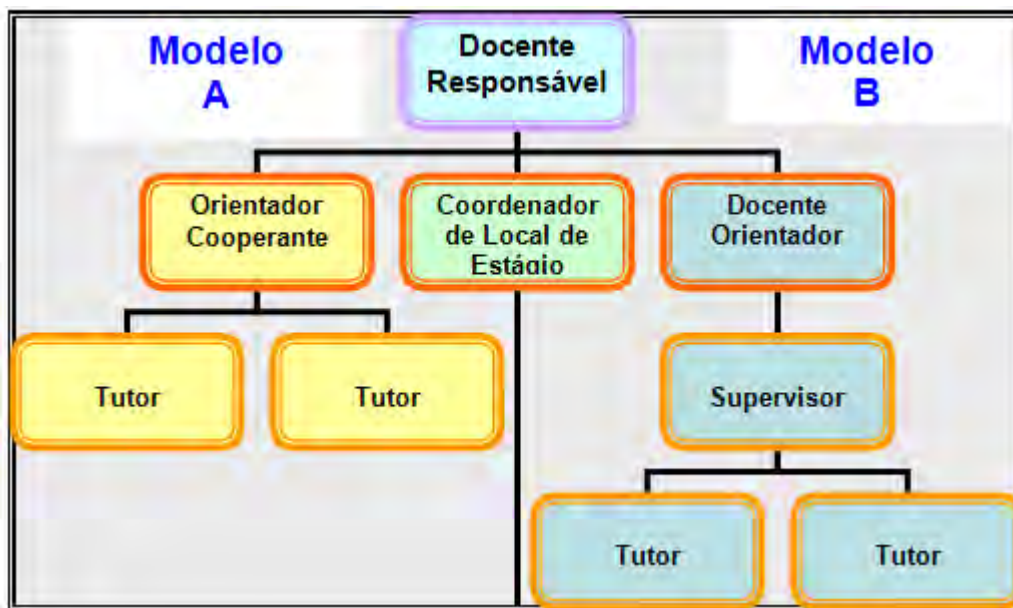 Modelo
A
Docente
Responsável
Modelo
B
Orientador
Cooperante
Coordenador
de Local de
Estágio
Docente
Orientador
Tutor
Tutor
Supervisor
Tutor
Tutor